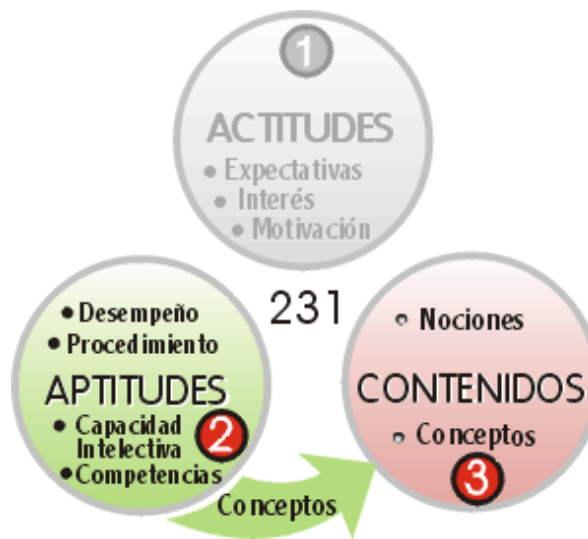 1
ACTITUDES
• Expectativas
• Interés
• Motivación
231
• Desempeño
• Procedimiento
APTITUDES
• Capacidad
Intelectiva
2
• Competencias
Nociones
CONTENIDOS
Conceptos
3
Conceptos